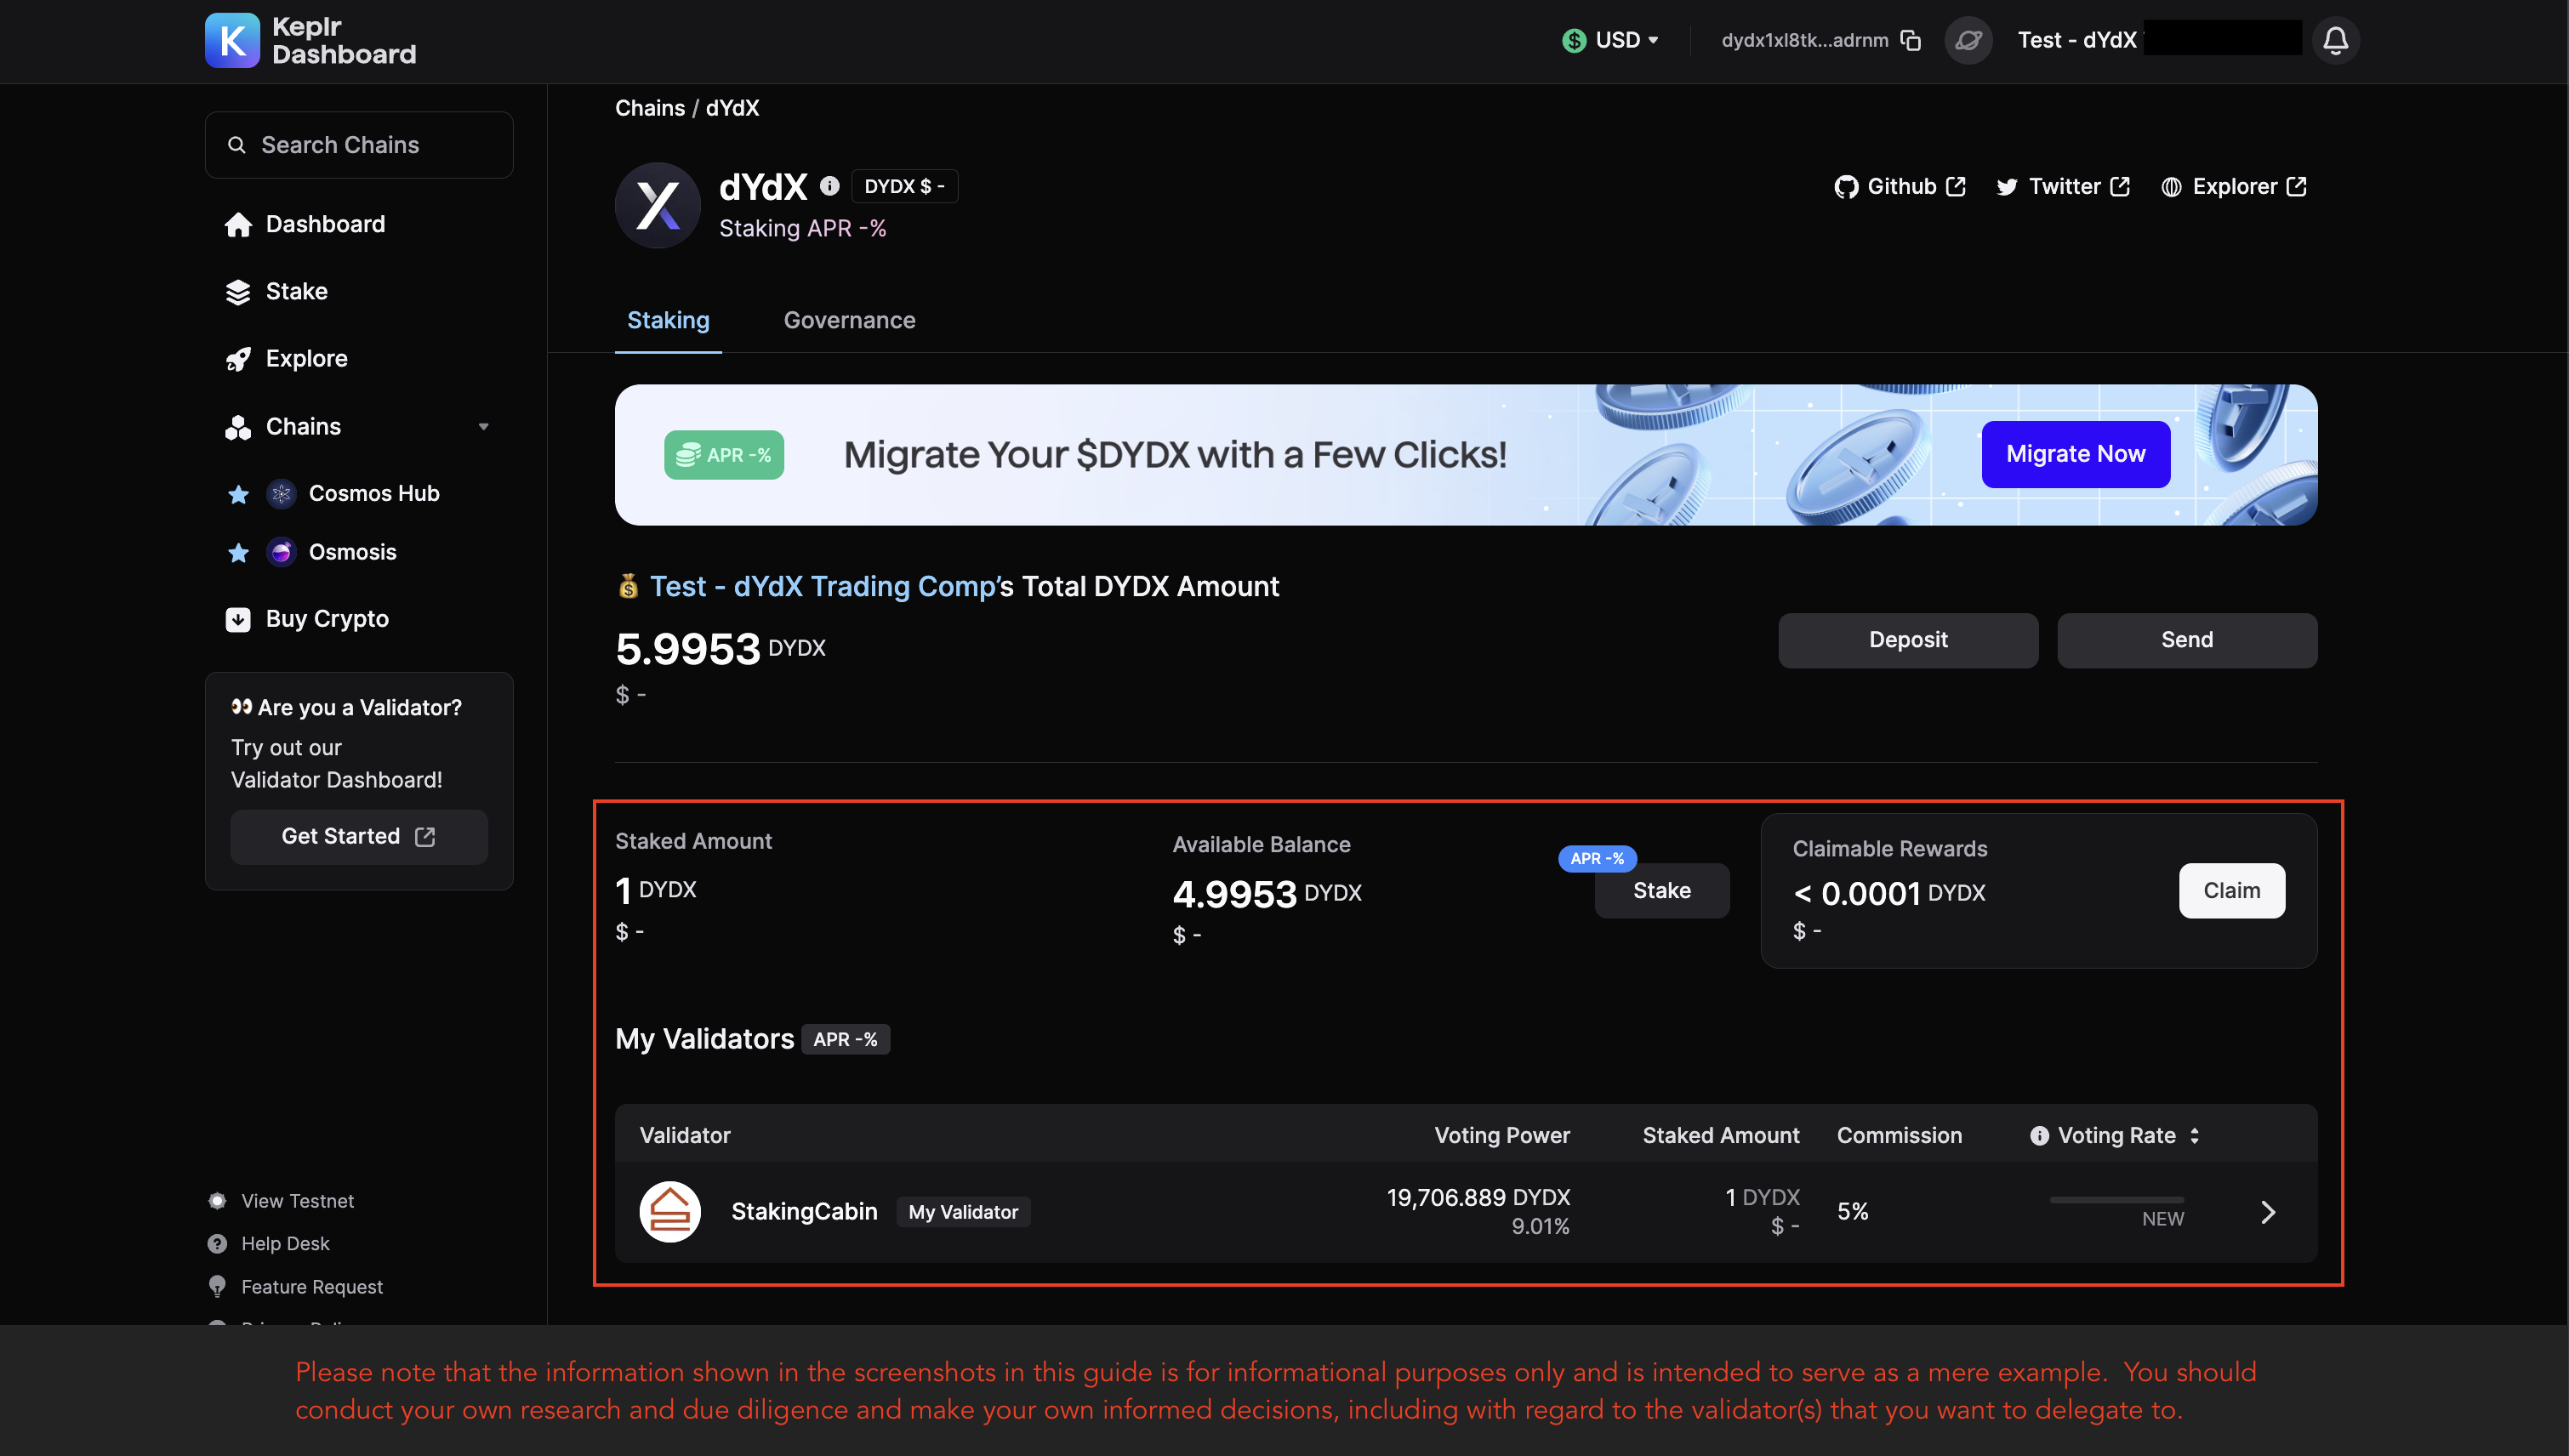 Keplr
Dashboard
USD
dydx1xl8tk...adrnm
Test - dYdX
Search Chains
Dashboard
Stake
Explore
Chains
Cosmos Hub
Osmosis
Buy Crypto
👀 Are you a Validator?
Try out our
Validator Dashboard!
Get Started
View Testnet
Help Desk
Feature Request
Chains / dYdX
dYdX DYDX $ -
Staking APR -%
Github
Twitter
Explorer
Staking
Governance
APR -%
Migrate Your $DYDX with a Few Clicks!
Migrate Now
💰 Test - dYdX Trading Comp's Total DYDX Amount
5.9953 DYDX
$ -
Deposit
Send
Staked Amount
1 DYDX
$ -
Available Balance
4.9953 DYDX
$ -
APR -%
Stake
Claimable Rewards
< 0.0001 DYDX
$ -
Claim
My Validators APR -%
Validator Voting Power Staked Amount Commission Voting Rate
StakingCabin My Validator
19,706.889 DYDX
9.01%
1 DYDX
$ -
5%
NEW
Please note that the information shown in the screenshots in this guide is for informational purposes only and is intended to serve as a mere example. You should
conduct your own research and due diligence and make your own informed decisions, including with regard to the validator(s) that you want to delegate to.